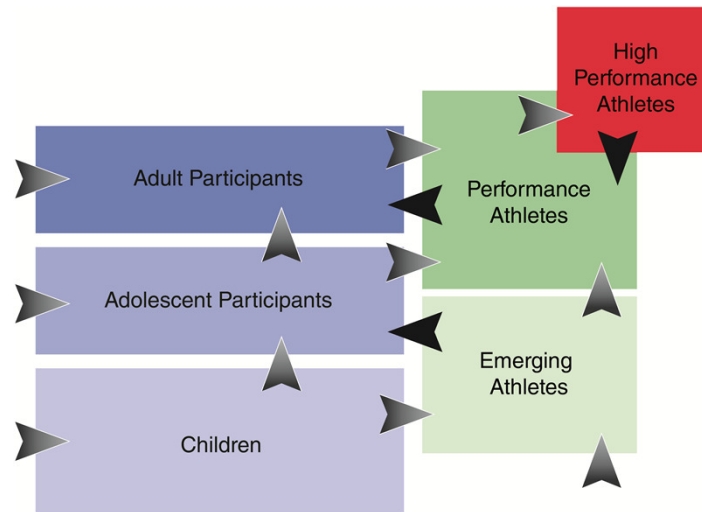 High
Performance
Athletes
Adult Participants
Performance
Athletes
Adolescent Participants
Emerging
Athletes
Children